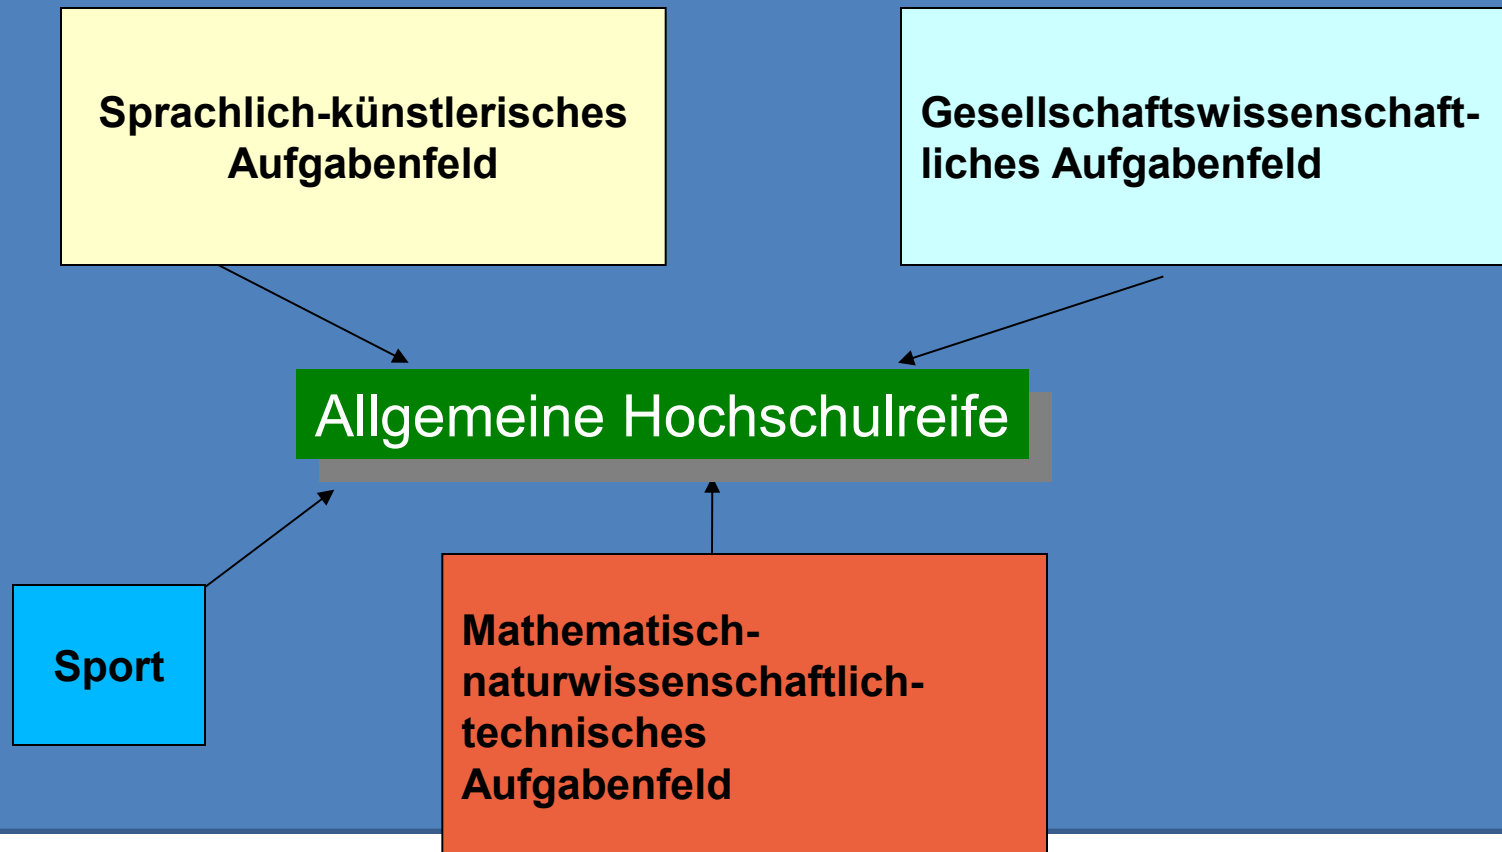 Sprachlich-künstlerisches
Aufgabenfeld
Gesellschaftswissenschaft-
liches Aufgabenfeld
Allgemeine Hochschulreife
Sport
Mathematisch-
naturwissenschaftlich-
technisches
Aufgabenfeld